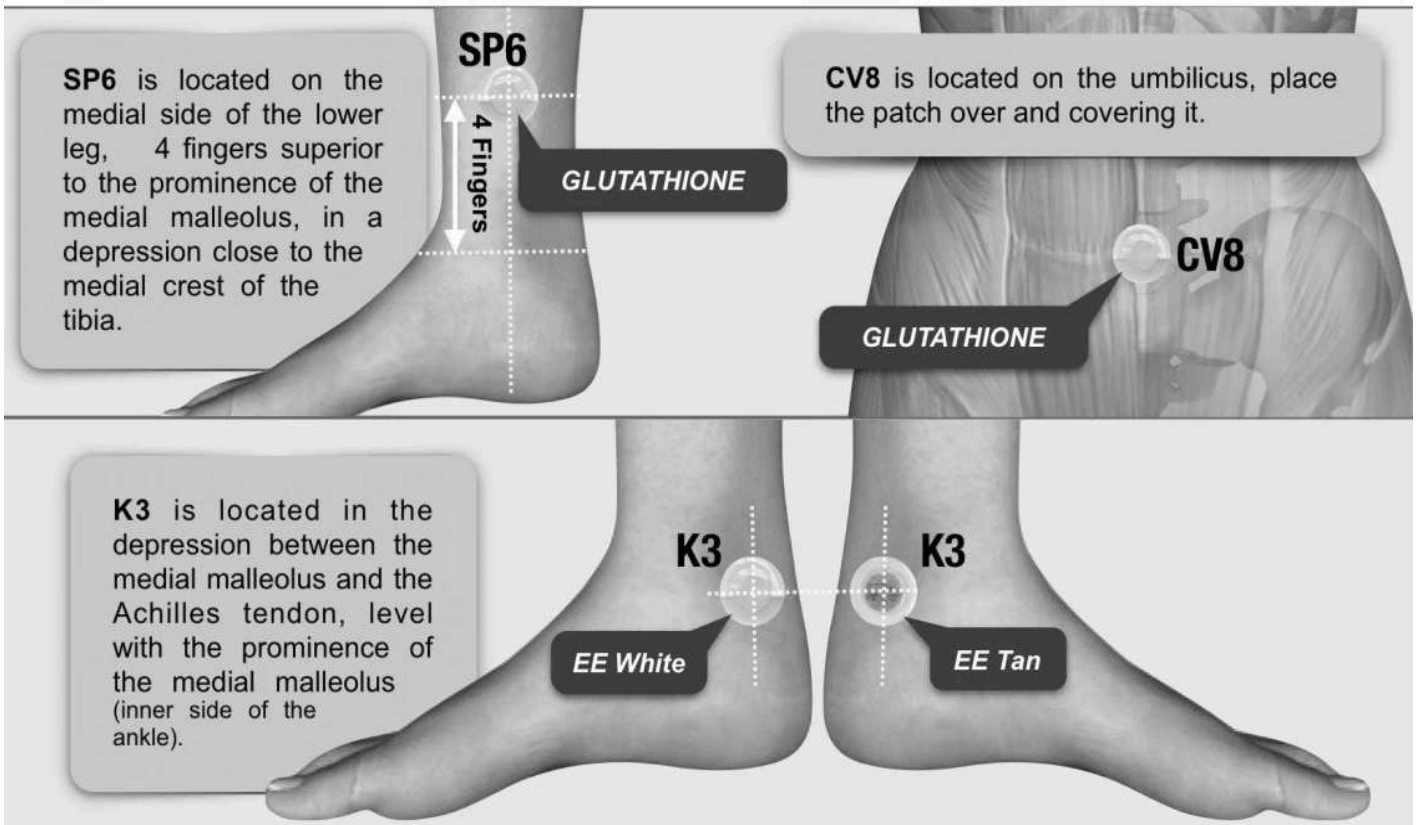 SP6 is located on the
medial side of the lower
leg, 4 fingers superior
to the prominence of the
medial malleolus, in a
depression close to the
medial crest of the
tibia.
SP6
4 Fingers
GLUTATHIONE
CV8 is located on the umbilicus, place
the patch over and covering it.
CV8
GLUTATHIONE
K3 is located in the
depression between the
medial malleolus and the
Achilles tendon, level
with the prominence of
the medial malleolus
(inner side of the
ankle).
K3
EE White
K3
EE Tan